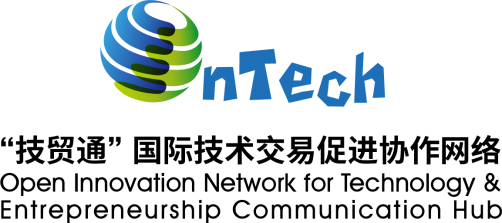 OnTech
“技贸通” 国际技术交易促进协作网络
Open Innovation Network for Technology &
Entrepreneurship Communication Hub